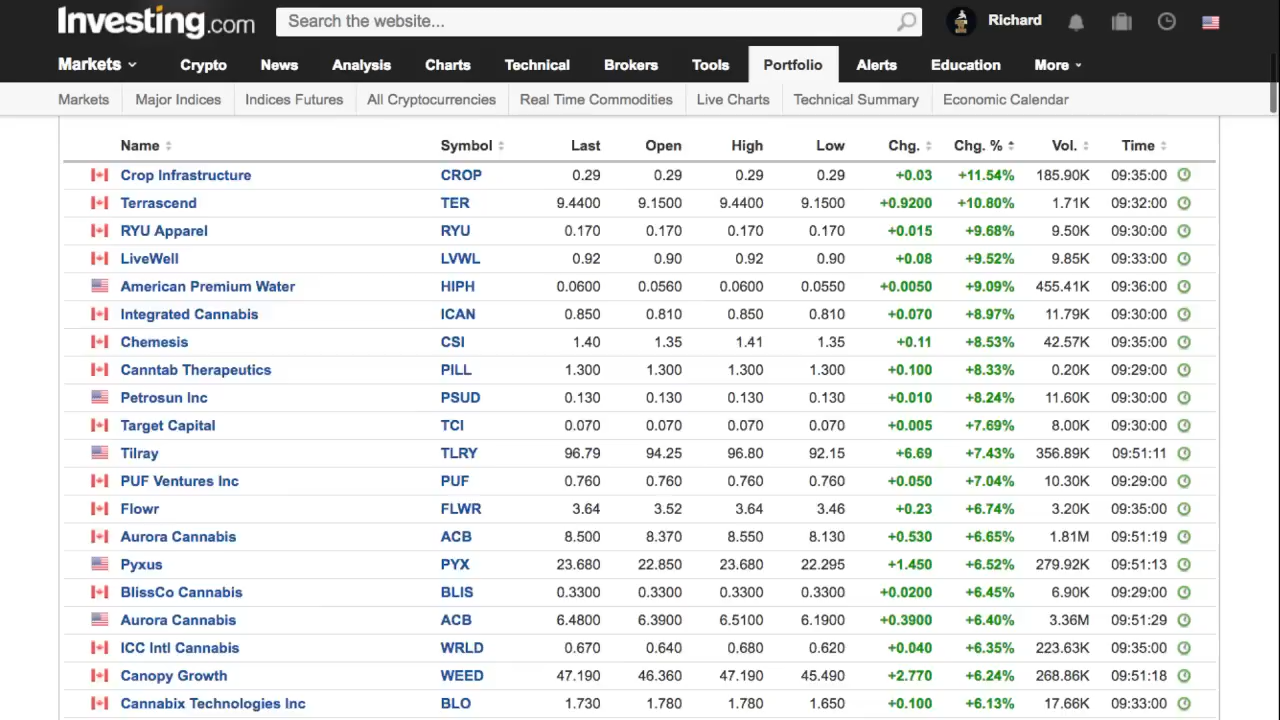 Investing.com Search the website... Richard
Markets Crypto News Analysis Charts Technical Brokers Tools Portfolio Alerts Education More
Markets Major Indices Indices Futures All Cryptocurrencies Real Time Commodities Live Charts Technical Summary Economic Calendar
Name Symbol Last Open High Low Chg. Chg. % Vol. Time
Crop Infrastructure CROP 0.29 0.29 0.29 0.29 +0.03 +11.54% 185.90K 09:35:00
Terrascend TER 9.4400 9.1500 9.4400 9.1500 +0.9200 +10.80% 1.71K 09:32:00
RYU Apparel RYU 0.170 0.170 0.170 0.170 +0.015 +9.68% 9.50K 09:30:00
LiveWell LVWL 0.92 0.90 0.92 0.90 +0.08 +9.52% 9.85K 09:33:00
American Premium Water HIPH 0.0600 0.0560 0.0600 0.0550 +0.0050 +9.09% 455.41K 09:36:00
Integrated Cannabis ICAN 0.850 0.810 0.850 0.810 +0.070 +8.97% 11.79K 09:30:00
Chemesis CSI 1.40 1.35 1.41 1.35 +0.11 +8.53% 42.57K 09:35:00
Canntab Therapeutics PILL 1.300 1.300 1.300 1.300 +0.100 +8.33% 0.20K 09:29:00
Petrosun Inc PSUD 0.130 0.130 0.130 0.130 +0.010 +8.24% 11.60K 09:30:00
Target Capital TCI 0.070 0.070 0.070 0.070 +0.005 +7.69% 8.00K 09:30:00
Tilray TLRY 96.79 94.25 96.80 92.15 +6.69 +7.43% 356.89K 09:51:11
PUF Ventures Inc PUF 0.760 0.760 0.760 0.760 +0.050 +7.04% 10.30K 09:29:00
Flowr FLWR 3.64 3.52 3.64 3.46 +0.23 +6.74% 3.20K 09:35:00
Aurora Cannabis ACB 8.500 8.370 8.550 8.130 +0.530 +6.65% 1.81M 09:51:19
Pyxus PYX 23.680 22.850 23.680 22.295 +1.450 +6.52% 279.92K 09:51:13
BlissCo Cannabis BLIS 0.3300 0.3300 0.3300 0.3300 +0.0200 +6.45% 6.90K 09:29:00
Aurora Cannabis ACB 6.4800 6.3900 6.5100 6.1900 +0.3900 +6.40% 3.36M 09:51:29
ICC Intl Cannabis WRLD 0.670 0.640 0.680 0.620 +0.040 +6.35% 223.63K 09:35:00
Canopy Growth WEED 47.190 46.360 47.190 45.490 +2.770 +6.24% 268.86K 09:51:18
Cannabix Technologies Inc BLO 1.730 1.780 1.780 1.650 +0.100 +6.13% 17.66K 09:33:00